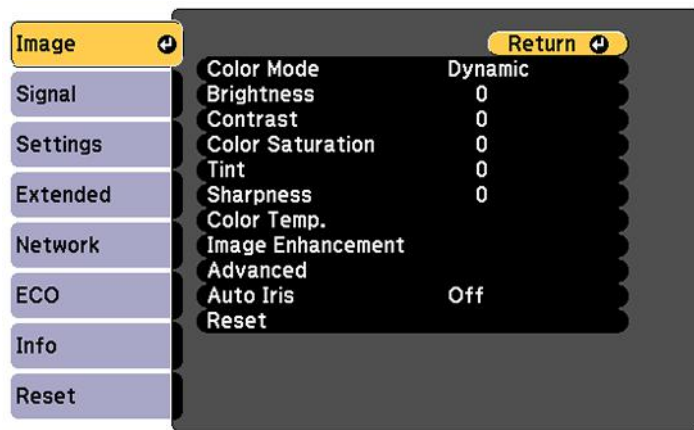 Image
Signal
Settings
Extended
Network
ECO
Info
Reset
Return
Color Mode Dynamic
Brightness 0
Contrast 0
Color Saturation 0
Tint 0
Sharpness 0
Color Temp.
Image Enhancement
Advanced
Auto Iris Off
Reset